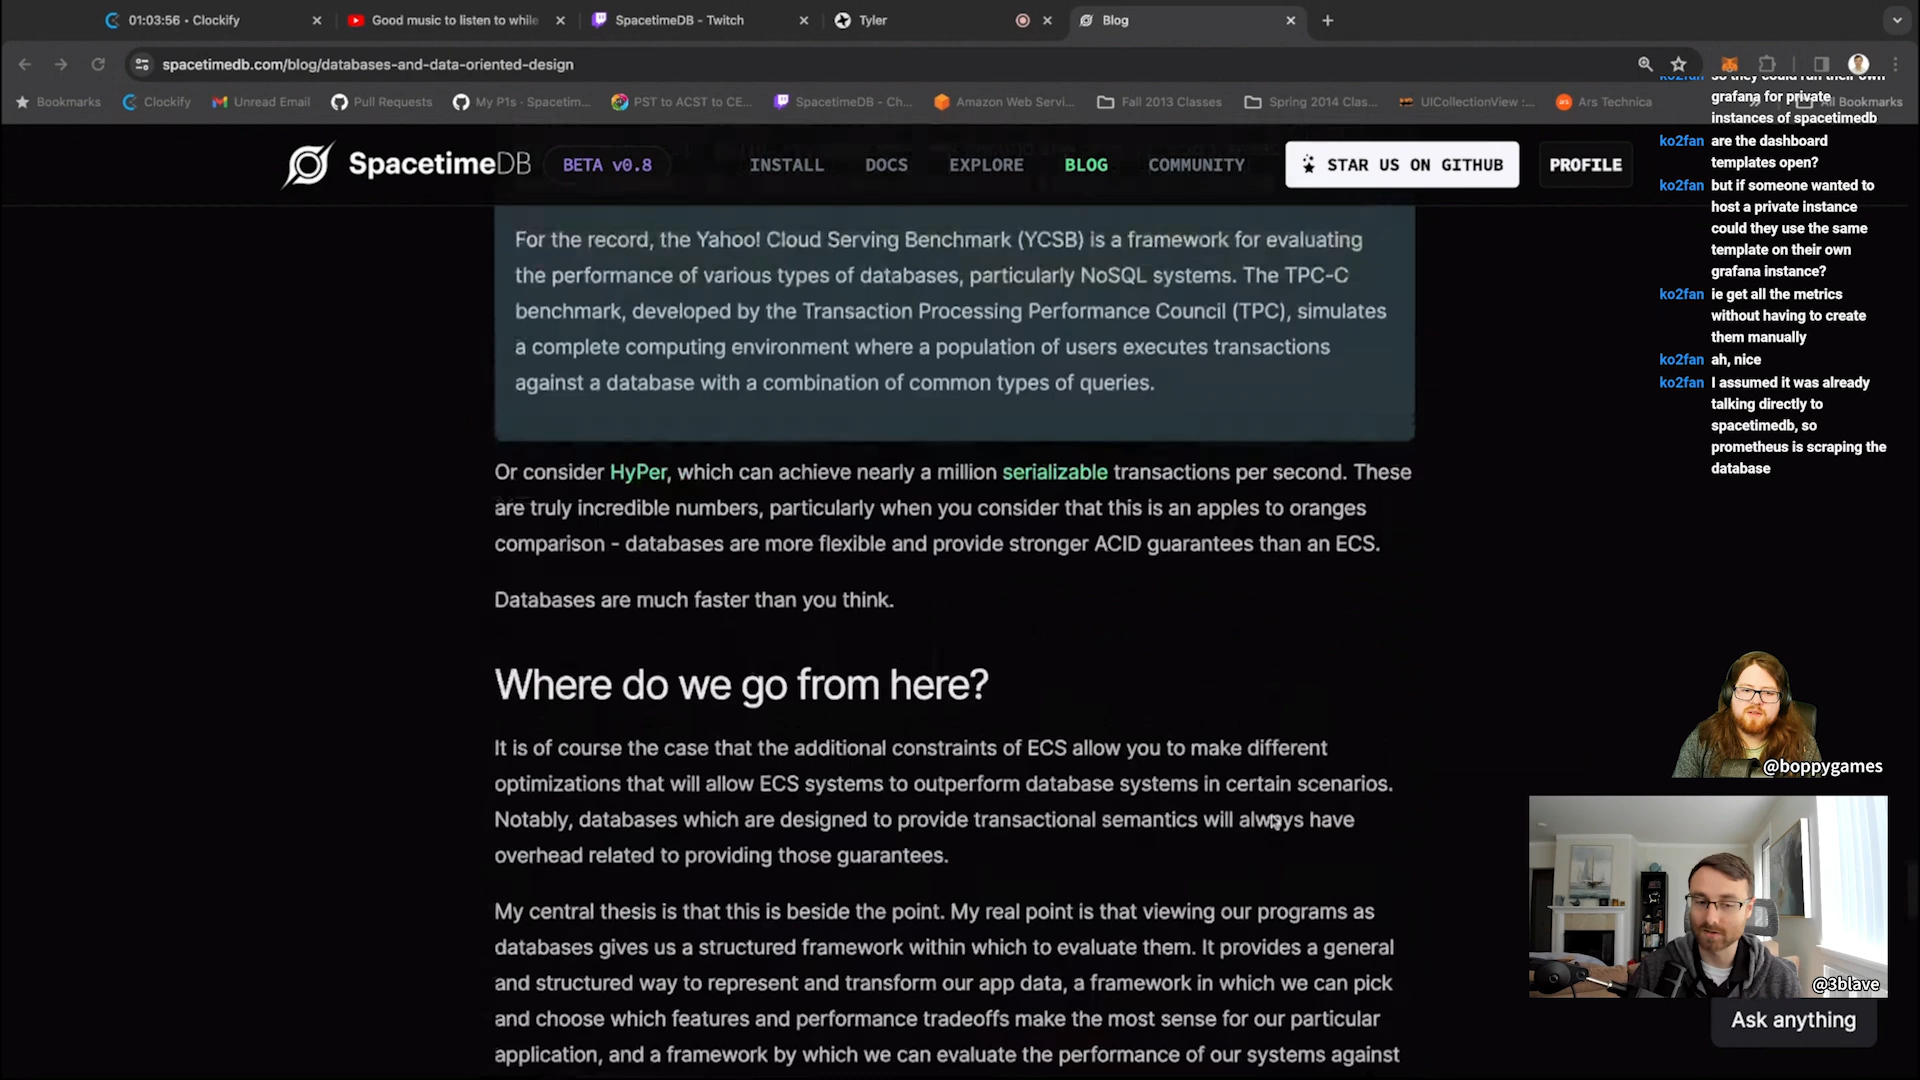 01:03:56 • Clockify
Good music to listen to while
SpacetimeDB - Twitch
Tyler
Blog
spacetimedb.com/blog/databases-and-data-oriented-design
Bookmarks
Clockify
Unread Email
Pull Requests
My P1s · Spacetim...
PST to ACST to CE...
SpacetimeDB - Ch...
Amazon Web Servi...
Fall 2013 Classes
Spring 2014 Clas...
UICollectionView :...
Ars Technica
All Bookmarks
SpacetimeDB
BETA v0.8
INSTALL
DOCS
EXPLORE
BLOG
COMMUNITY
STAR US ON GITHUB
PROFILE
For the record, the Yahoo! Cloud Serving Benchmark (YCSB) is a framework for evaluating
the performance of various types of databases, particularly NoSQL systems. The TPC-C
benchmark, developed by the Transaction Processing Performance Council (TPC), simulates
a complete computing environment where a population of users executes transactions
against a database with a combination of common types of queries.
Or consider HyPer, which can achieve nearly a million serializable transactions per second. These
are truly incredible numbers, particularly when you consider that this is an apples to oranges
comparison - databases are more flexible and provide stronger ACID guarantees than an ECS.
Databases are much faster than you think.
Where do we go from here?
It is of course the case that the additional constraints of ECS allow you to make different
optimizations that will allow ECS systems to outperform database systems in certain scenarios.
Notably, databases which are designed to provide transactional semantics will always have
overhead related to providing those guarantees.
My central thesis is that this is beside the point. My real point is that viewing our programs as
databases gives us a structured framework within which to evaluate them. It provides a general
and structured way to represent and transform our app data, a framework in which we can pick
and choose which features and performance tradeoffs make the most sense for our particular
application, and a framework by which we can evaluate the performance of our systems against
ko2fan so they could run their own
grafana for private
instances of spacetimedb
ko2fan are the dashboard
templates open?
ko2fan but if someone wanted to
host a private instance
could they use the same
template on their own
grafana instance?
ko2fan ie get all the metrics
without having to create
them manually
ko2fan ah, nice
ko2fan I assumed it was already
talking directly to
spacetimedb, so
prometheus is scraping the
database
@boppygames
@3blave
Ask anything